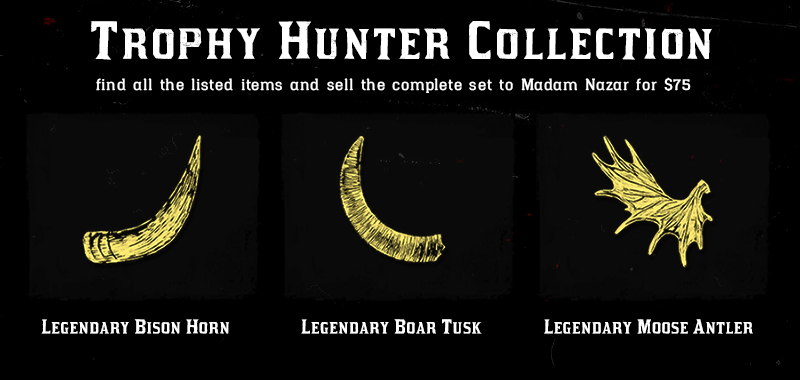 Trophy Hunter Collection
find all the listed items and sell the complete set to Madam Nazar for $75
Legendary Bison Horn
Legendary Boar Tusk
Legendary Moose Antler